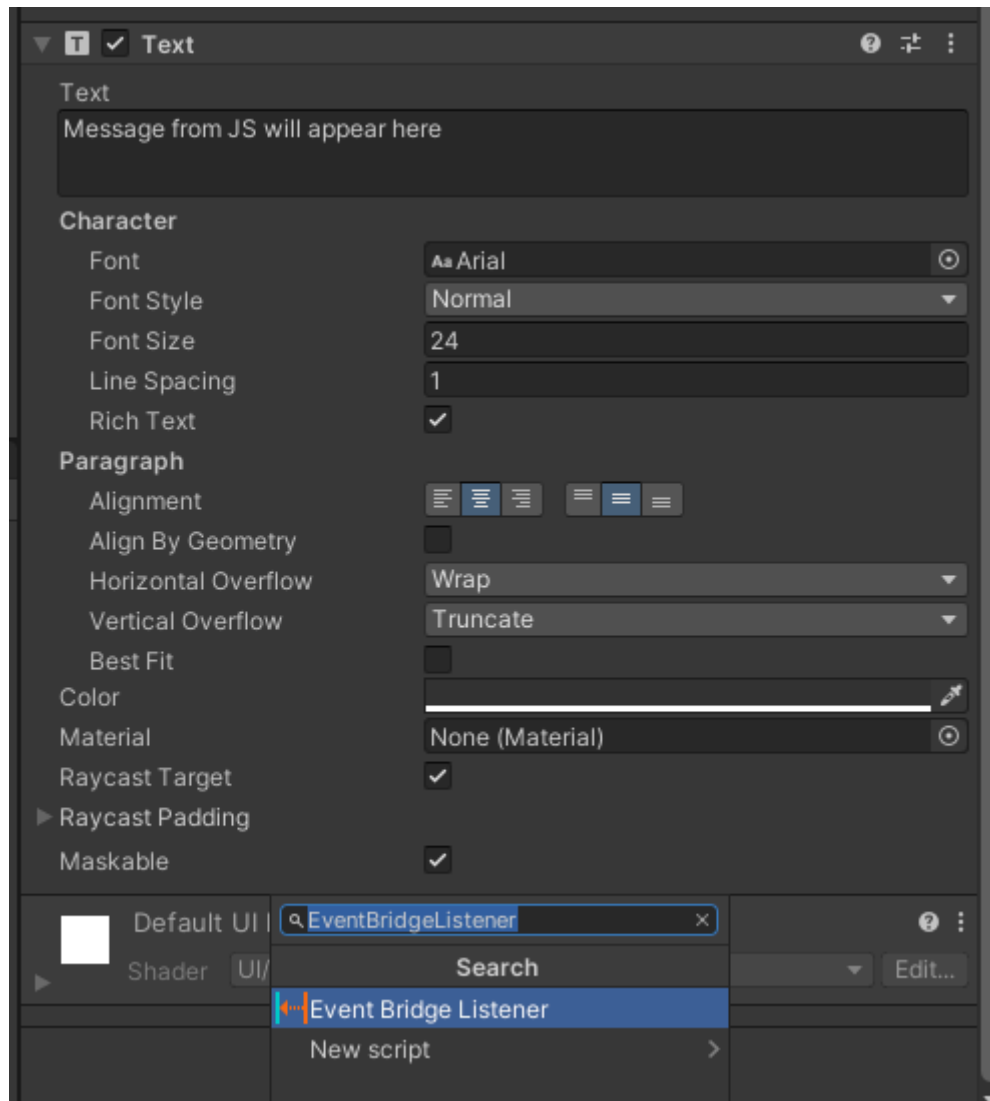 Text
Text
Message from JS will appear here
Character
Font
Aa Arial
Font Style
Normal
Font Size
24
Line Spacing
1
Rich Text
Paragraph
Alignment
Align By Geometry
Horizontal Overflow
Wrap
Vertical Overflow
Truncate
Best Fit
Color
Material
None (Material)
Raycast Target
Raycast Padding
Maskable
Default UI
EventBridgeListener
Shader
UI/
Search
Edit...
Event Bridge Listener
New script